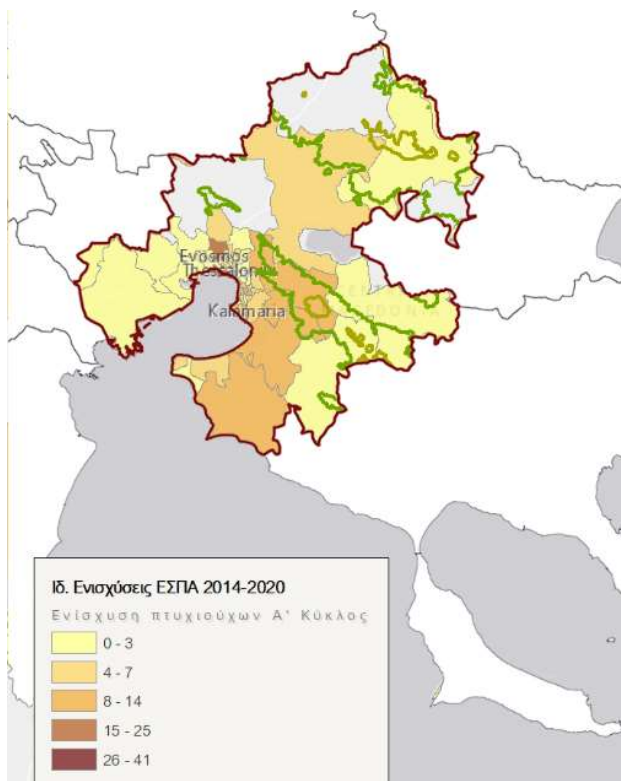 Evosmos
Thessaloni
Kalamaria
Ιδ. Ενισχύσεις ΕΣΠΑ 2014-2020
Ενίσχυση πτυχιούχων Α' Κύκλος
0 - 3
4 - 7
8 - 14
15 - 25
26 - 41